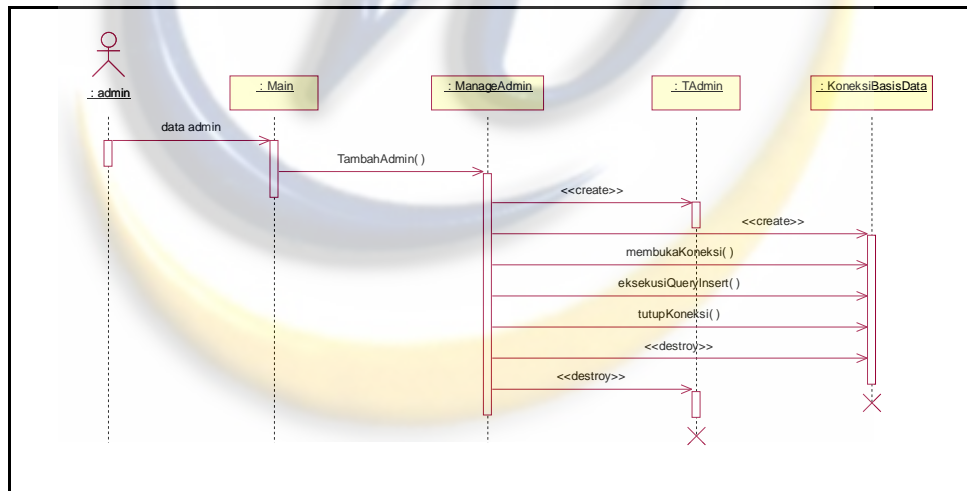 : admin
: Main
: ManageAdmin
: TAdmin
: KoneksiBasisData
data admin
TambahAdmin( )
<<create>>
<<create>>
membukaKoneksi( )
eksekusiQueryInsert( )
tutupKoneksi( )
<<destroy>>
<<destroy>>